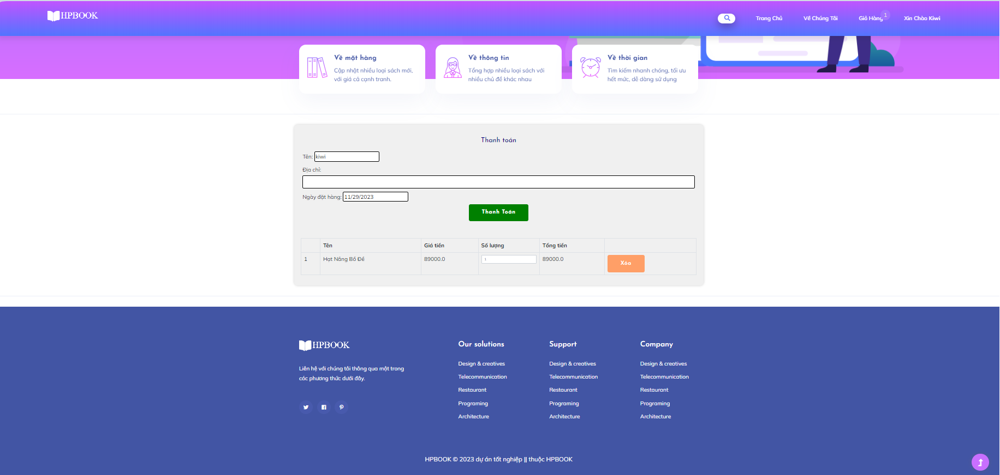 HPBOOK
Trang Chủ
Về Chúng Tôi
Giỏ Hàng 1
Xin Chào Kiwi
Về mặt hàng
Cập nhật nhiều loại sách mới,
với giá cả cạnh tranh.
Về thông tin
Tổng hợp nhiều loại sách với
nhiều chủ đề khác nhau
Về thời gian
Tìm kiếm nhanh chóng, tối ưu
hết mức, dễ dàng sử dụng
Thanh toán
Tên: kiwi
Địa chỉ:
Ngày đặt hàng: 11/29/2023
Thanh Toán
Tên Giá tiền Số lượng Tổng tiền
1 Hạt Nắng Bồ Đề 89000.0 1 89000.0 Xóa
HPBOOK
Liên hệ với chúng tôi thông qua một trong
các phương thức dưới đây.
Our solutions
Design & creatives
Telecommunication
Restaurant
Programing
Architecture
Support
Design & creatives
Telecommunication
Restaurant
Programing
Architecture
Company
Design & creatives
Telecommunication
Restaurant
Programing
Architecture
HPBOOK © 2023 dự án tốt nghiệp || thuộc HPBOOK